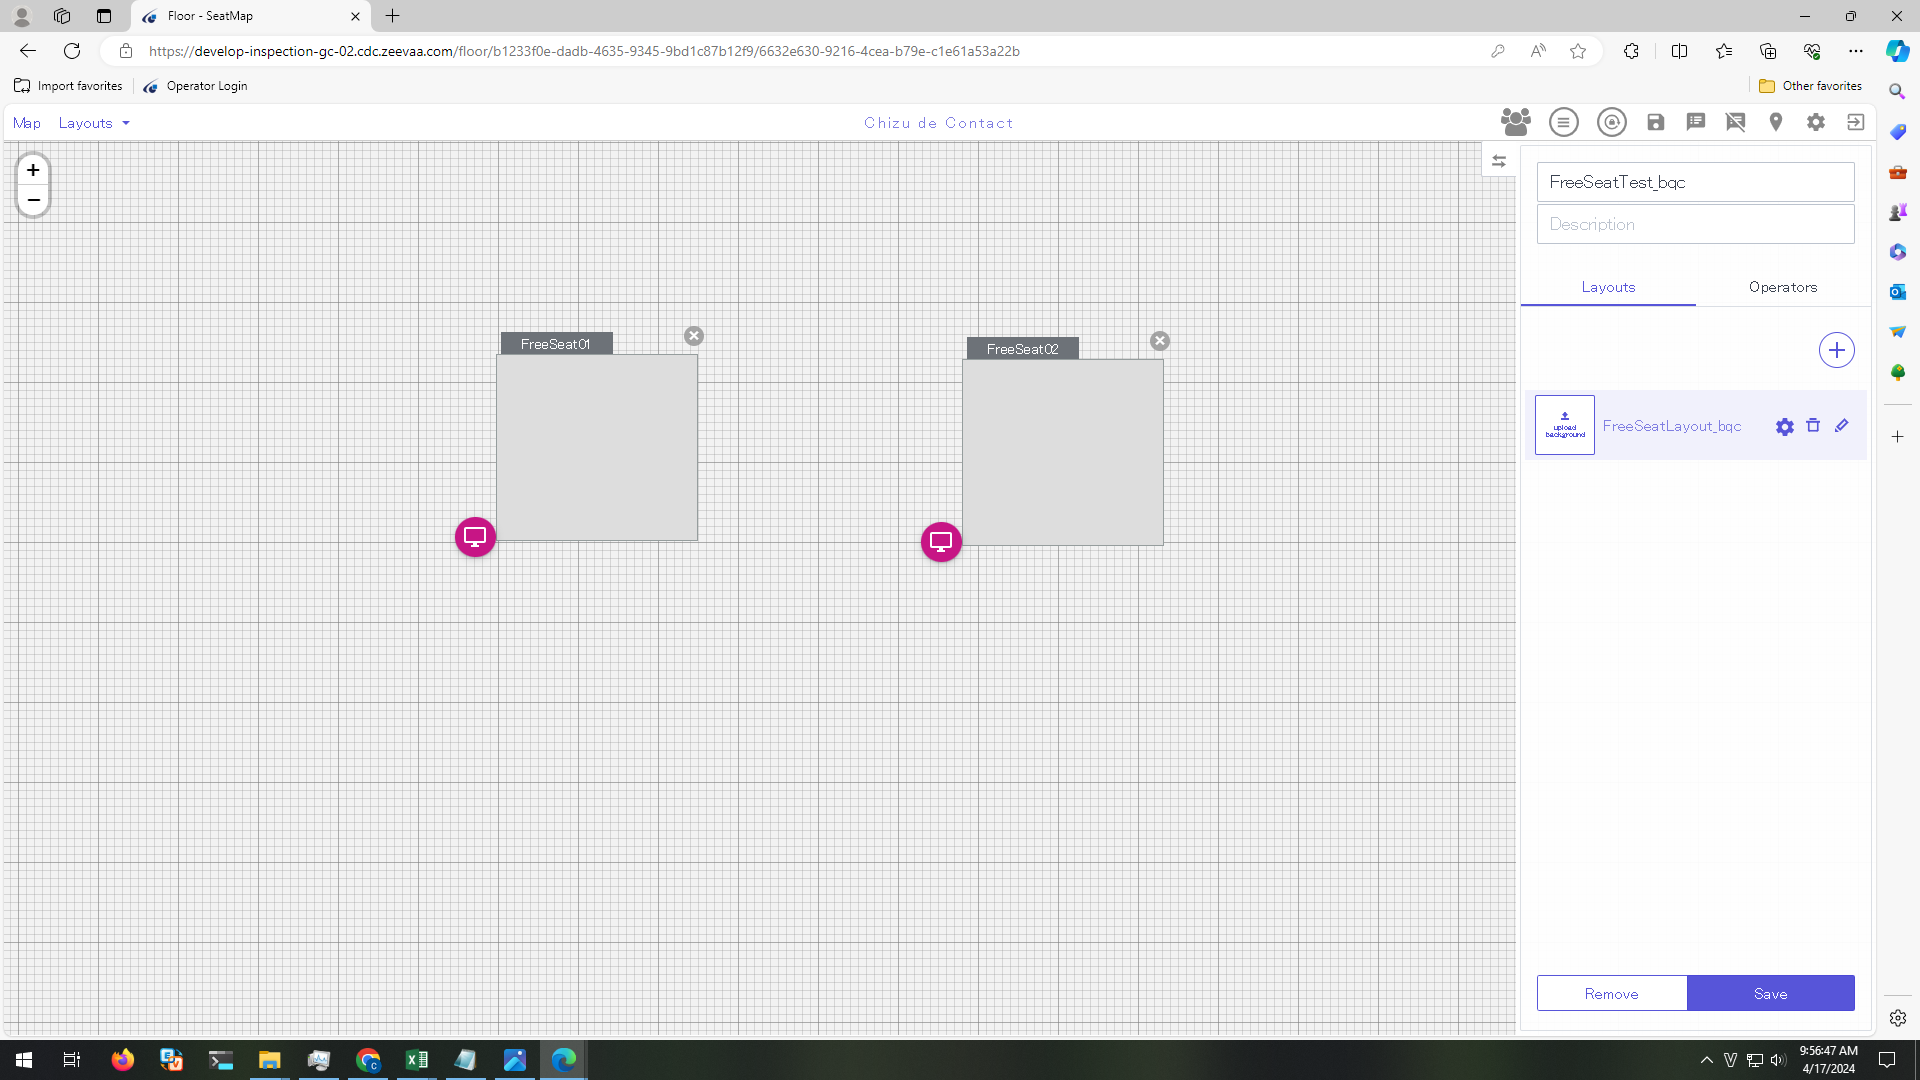 Floor - SeatMap
https://develop-inspection-gc-02.cdc.zeevaa.com/floor/b1233f0e-dadb-4635-9345-9bd1c87b12f9/6632e630-9216-4cea-b79e-c1e61a53a22b
Import favorites
Operator Login
Other favorites
Map
Layouts
Chizu de Contact
+
−
FreeSeat01
FreeSeat02
FreeSeatTest_bqc
Description
Layouts
Operators
upload
background
FreeSeatLayout_bqc
Remove
Save
9:56:47 AM
4/17/2024